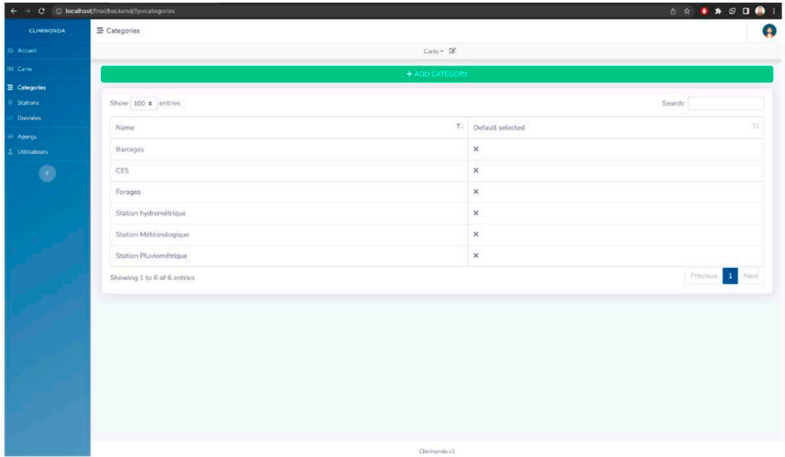 localhost/final/backend/?p=categories
CLIMINONDA
Categories
Accueil
Carte
Carte
Categories
+ ADD CATEGORY
Stations
Show 100 entries
Search:
Données
Name
Default selected
Aperçu
Utilisateurs
Barrages
CES
Forages
Station hydrométrique
Station Météorologique
Station Pluviométrique
Showing 1 to 6 of 6 entries
Previous 1 Next
Climinonda v1